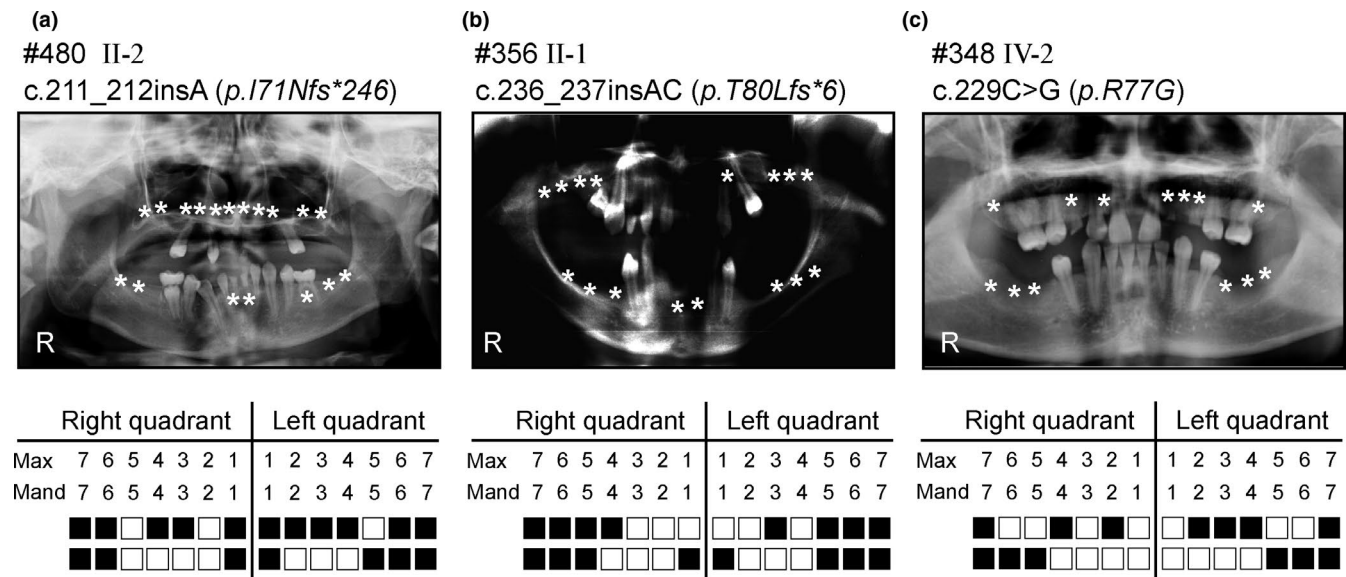 (a)
#480 II-2
c.211_212insA (p.I71Nfs*246)
** ******** **
** ** ***
R
Right quadrant Left quadrant
Max 7 6 5 4 3 2 1 1 2 3 4 5 6 7
Mand 7 6 5 4 3 2 1 1 2 3 4 5 6 7
(b)
#356 II-1
c.236_237insAC (p.T80Lfs*6)
**** * ***
*** ** ***
R
Right quadrant Left quadrant
Max 7 6 5 4 3 2 1 1 2 3 4 5 6 7
Mand 7 6 5 4 3 2 1 1 2 3 4 5 6 7
(c)
#348 IV-2
c.229C>G (p.R77G)
* * * *** *
*** ***
R
Right quadrant Left quadrant
Max 7 6 5 4 3 2 1 1 2 3 4 5 6 7
Mand 7 6 5 4 3 2 1 1 2 3 4 5 6 7